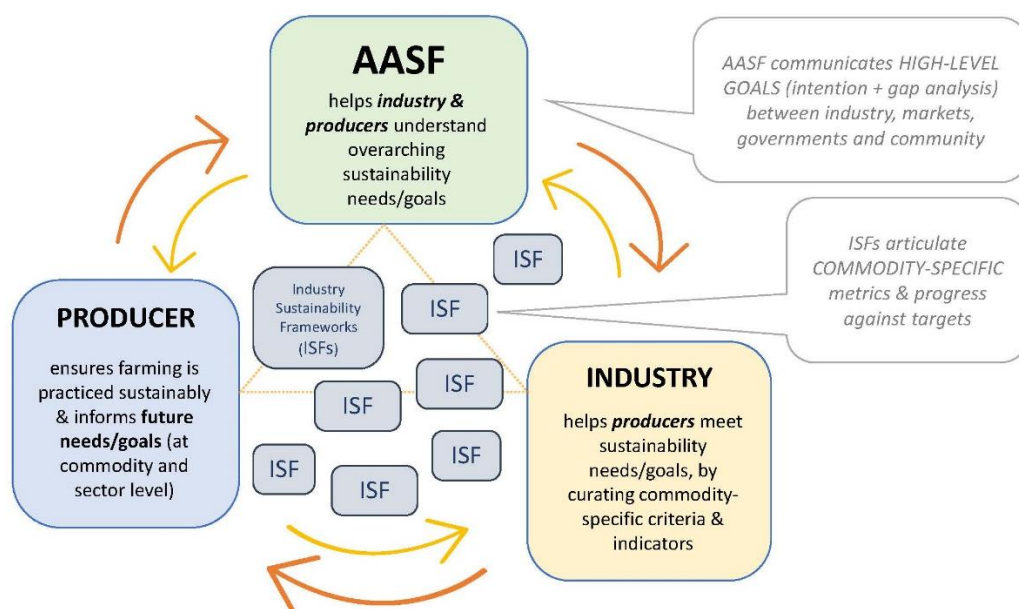 AASF
helps industry &
producers understand
overarching
sustainability
needs/goals
AASF communicates HIGH-LEVEL
GOALS (intention + gap analysis)
between industry, markets,
governments and community
ISFs articulate
COMMODITY-SPECIFIC
metrics & progress
against targets
PRODUCER
ensures farming is
practiced sustainably
& informs future
needs/goals (at
commodity and
sector level)
Industry
Sustainability
Frameworks
(ISFs)
ISF
ISF
ISF
ISF
ISF
ISF
ISF
INDUSTRY
helps producers meet
sustainability
needs/goals, by
curating commodity-
specific criteria &
indicators